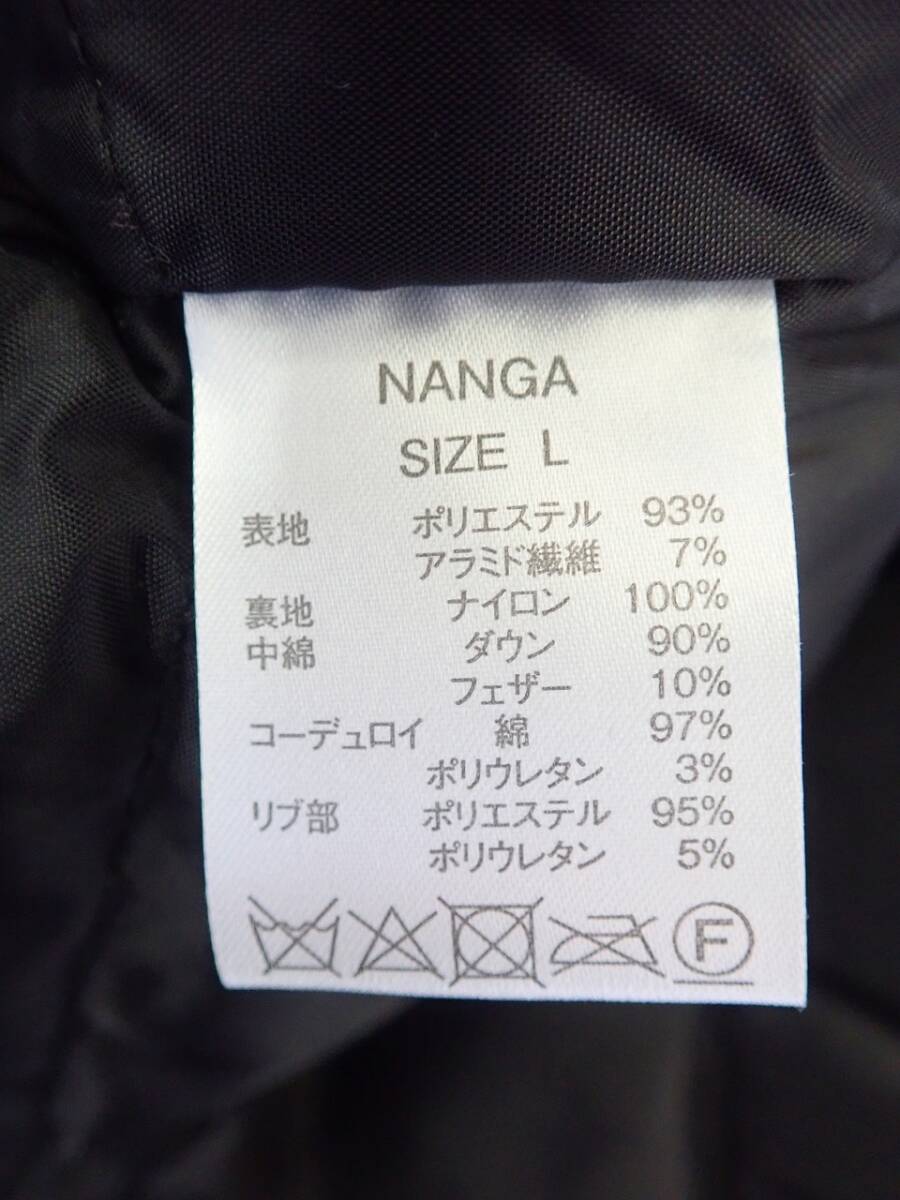 NANGA
SIZE L
表地 ポリエステル 93%
アラミド繊維 7%
裏地 ナイロン 100%
中綿 ダウン 90%
フェザー 10%
コーデュロイ 綿 97%
ポリウレタン 3%
リブ部 ポリエステル 95%
ポリウレタン 5%
F